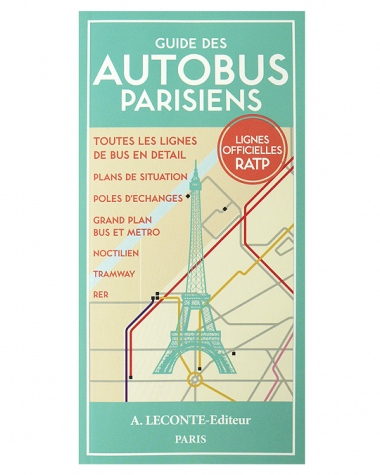 GUIDE DES
AUTOBUS
PARISIENS
TOUTES LES LIGNES
DE BUS EN DETAIL
PLANS DE SITUATION
POLES D'ECHANGES
GRAND PLAN
BUS ET METRO
NOCTILIEN
TRAMWAY
RER
LIGNES
OFFICIELLES
RATP
A. LECONTE-Editeur
PARIS